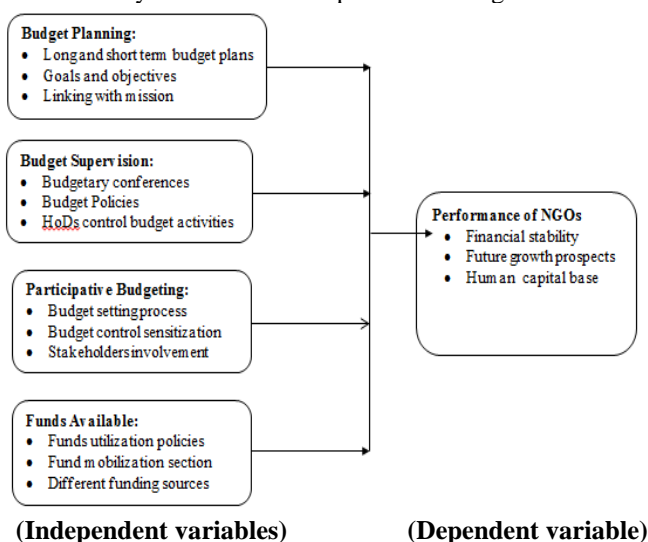 Budget Planning:
• Long and short term budget plans
• Goals and objectives
• Linking with mission
Budget Supervision:
• Budgetary conferences
• Budget Policies
• HoDs control budget activities
Performance of NGOs
• Financial stability
• Future growth prospects
• Human capital base
Participative Budgeting:
• Budget setting process
• Budget control sensitization
• Stakeholders involvement
Funds Available:
• Funds utilization policies
• Fund mobilization section
• Different funding sources
(Independent variables) (Dependent variable)